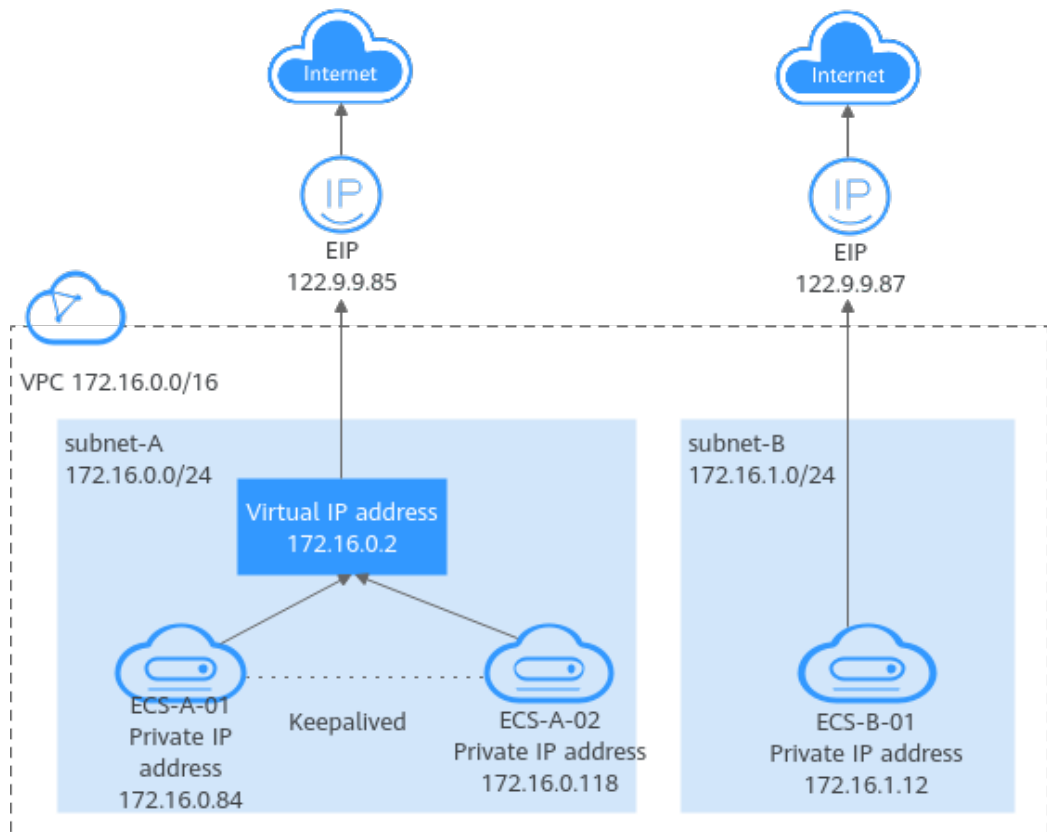 Internet
Internet
IP
IP
EIP
122.9.9.85
EIP
122.9.9.87
VPC 172.16.0.0/16
subnet-A
172.16.0.0/24
subnet-B
172.16.1.0/24
Virtual IP address
172.16.0.2
ECS-A-01
Private IP
address
172.16.0.84
Keepalived
ECS-A-02
Private IP address
172.16.0.118
ECS-B-01
Private IP address
172.16.1.12